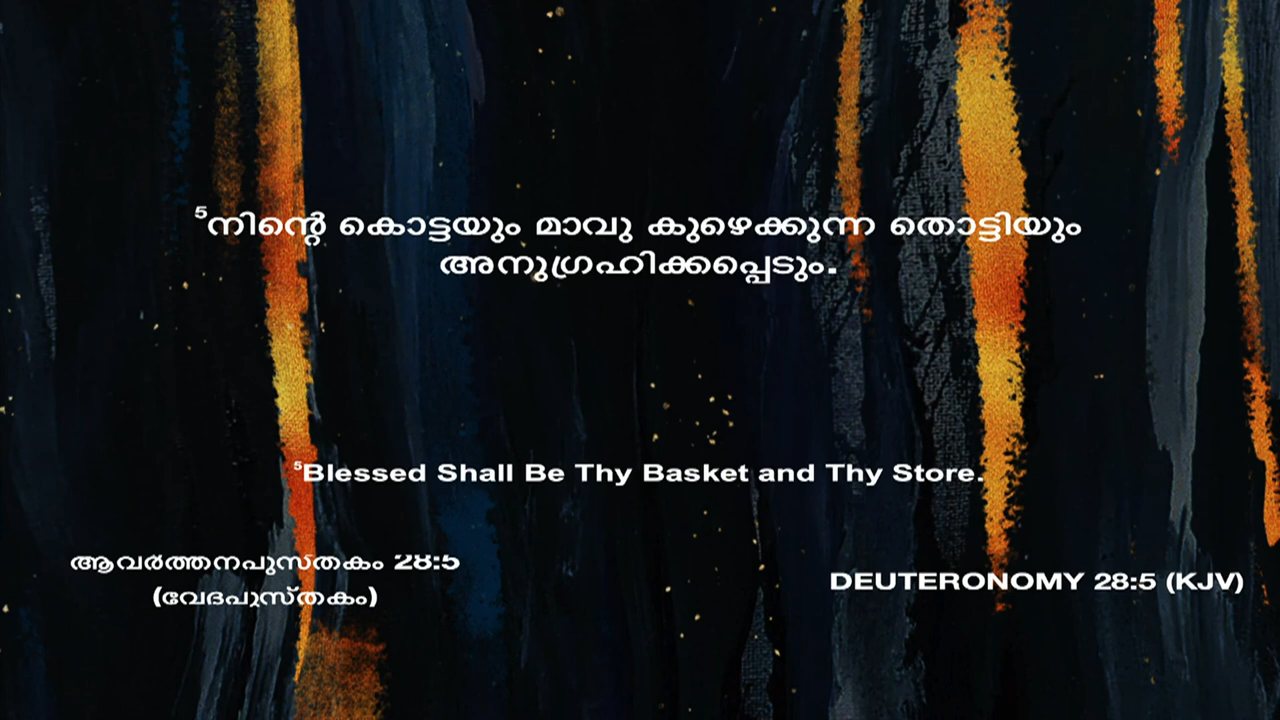 ⁵നിന്റെ കൊട്ടയും മാവു കുഴെക്കുന്ന തൊട്ടിയും
അനുഗ്രഹിക്കപ്പെടും.
⁵Blessed Shall Be Thy Basket and Thy Store.
ആവർത്തനപുസ്തകം 28:5
(വേദപുസ്തകം)
DEUTERONOMY 28:5 (KJV)